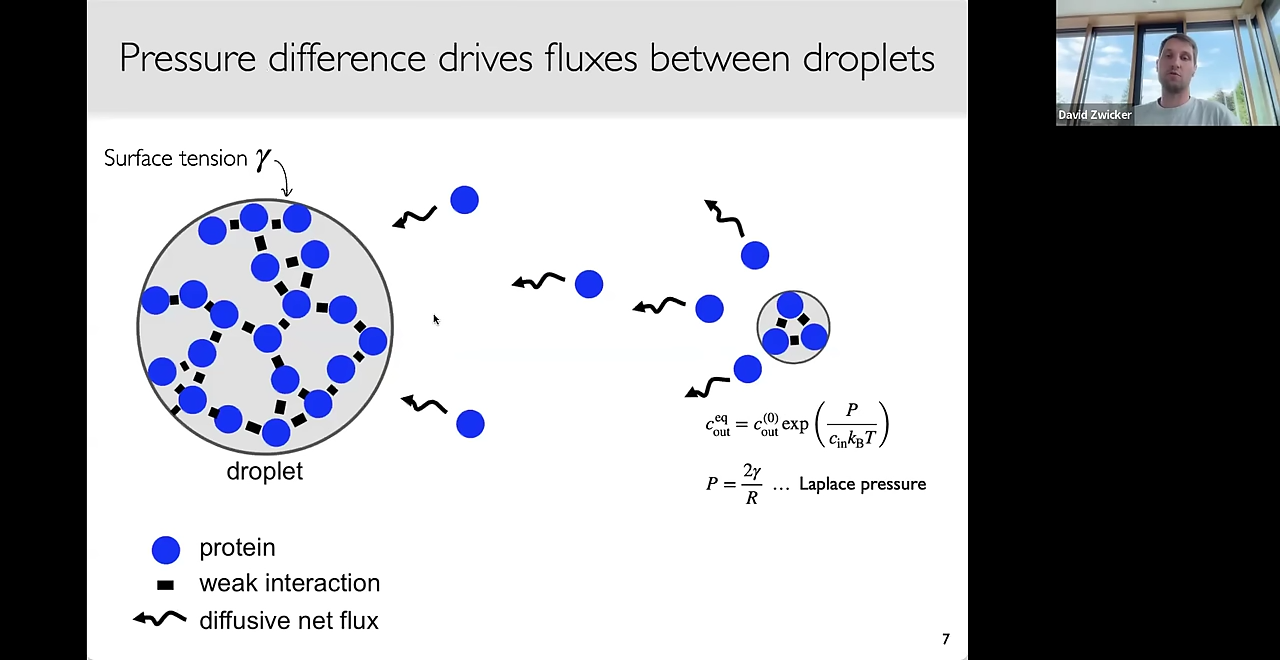 Pressure difference drives fluxes between droplets
David Zwicker
Surface tension γ
c_out^eq = c_out^(0) exp(P / (c_in k_B T))
P = 2γ / R … Laplace pressure
droplet
protein
weak interaction
diffusive net flux
7